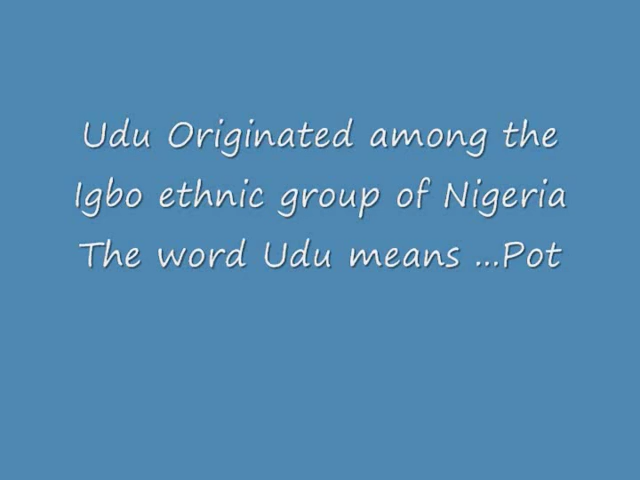 Udu Originated among the
Igbo ethnic group of Nigeria
The word Udu means ...Pot